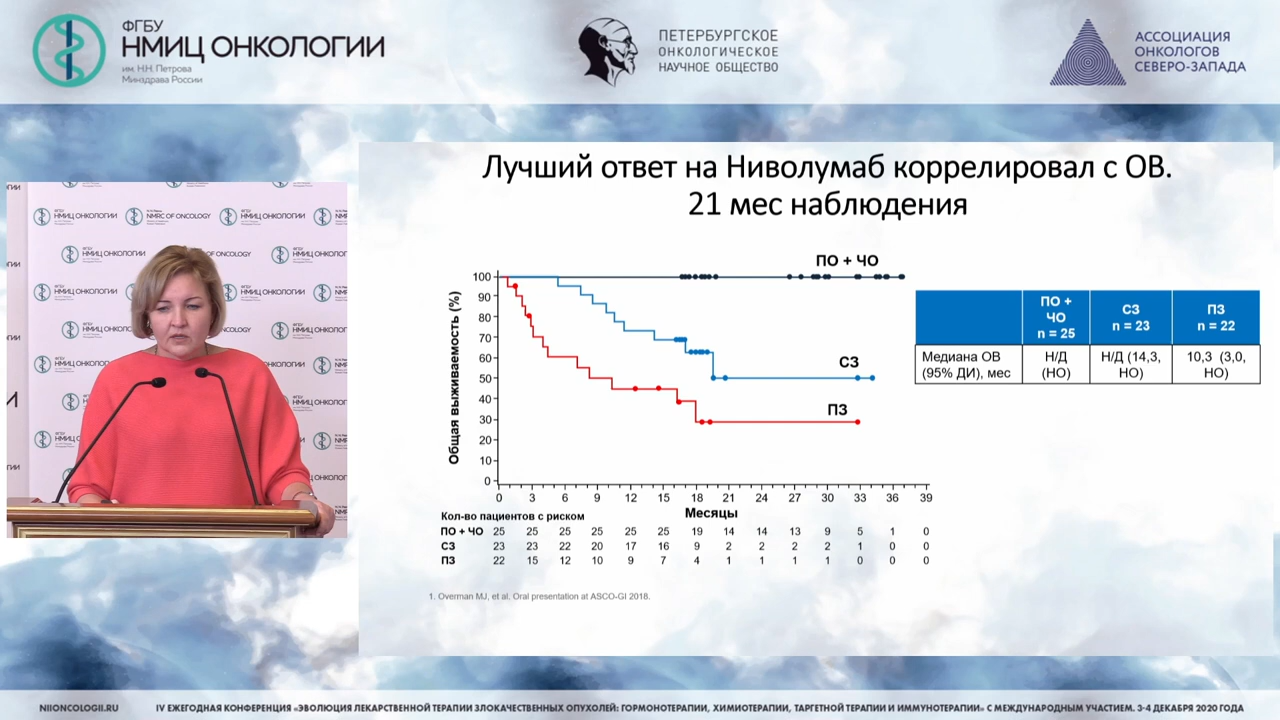 ФГБУ
НМИЦ ОНКОЛОГИИ
им. Н.Н. Петрова
Минздрава России
ПЕТЕРБУРГСКОЕ
ОНКОЛОГИЧЕСКОЕ
НАУЧНОЕ ОБЩЕСТВО
АССОЦИАЦИЯ
ОНКОЛОГОВ
СЕВЕРО-ЗАПАДА
Лучший ответ на Ниволумаб коррелировал с ОВ.
21 мес наблюдения
НМИЦ ОНКОЛОГИИ
NMRC OF ONCOLOGY
ПО + ЧО
СЗ
ПЗ
Общая выживаемость (%)
100
90
80
70
60
50
40
30
20
10
0
0 3 6 9 12 15 18 21 24 27 30 33 36 39
Месяцы
Кол-во пациентов с риском
ПО + ЧО 25 25 25 25 25 25 19 14 14 13 9 5 1 0
СЗ 23 23 22 20 17 16 9 2 2 2 2 1 0 0
ПЗ 22 15 12 10 9 7 4 1 1 1 1 0 0 0
ПО + ЧО n = 25 СЗ n = 23 ПЗ n = 22
Медиана ОВ (95% ДИ), мес Н/Д (НО) Н/Д (14,3, НО) 10,3 (3,0, НО)
1. Overman MJ, et al. Oral presentation at ASCO-GI 2018.
NIIONCOLOGII.RU
IV ЕЖЕГОДНАЯ КОНФЕРЕНЦИЯ «ЭВОЛЮЦИЯ ЛЕКАРСТВЕННОЙ ТЕРАПИИ ЗЛОКАЧЕСТВЕННЫХ ОПУХОЛЕЙ: ГОРМОНОТЕРАПИИ, ХИМИОТЕРАПИИ, ТАРГЕТНОЙ ТЕРАПИИ И ИММУНОТЕРАПИИ» С МЕЖДУНАРОДНЫМ УЧАСТИЕМ. 3-4 ДЕКАБРЯ 2020 ГОДА